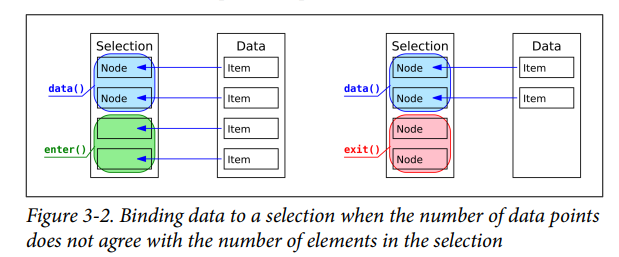 Selection Data Selection Data
Node Item Node Item
data() data()
Node Item Node Item
Item Node
enter() exit()
Item Node
Figure 3-2. Binding data to a selection when the number of data points
does not agree with the number of elements in the selection